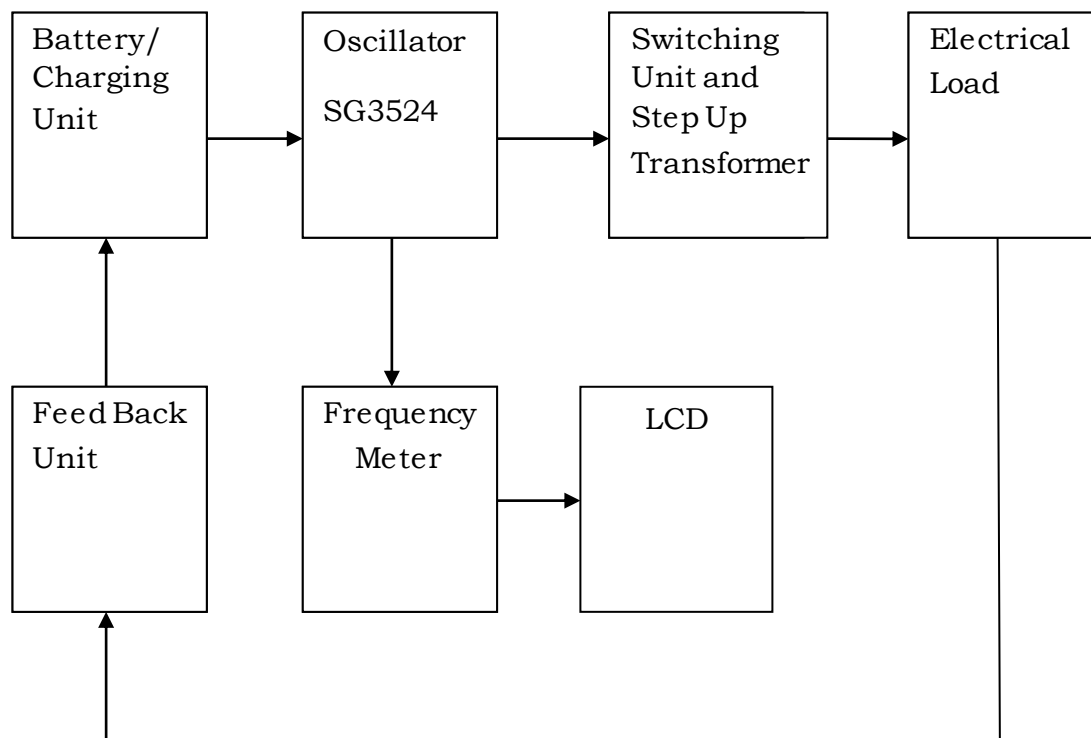 Battery/
Charging
Unit
Oscillator
SG3524
Switching
Unit and
Step Up
Transformer
Electrical
Load
Feed Back
Unit
Frequency
Meter
LCD